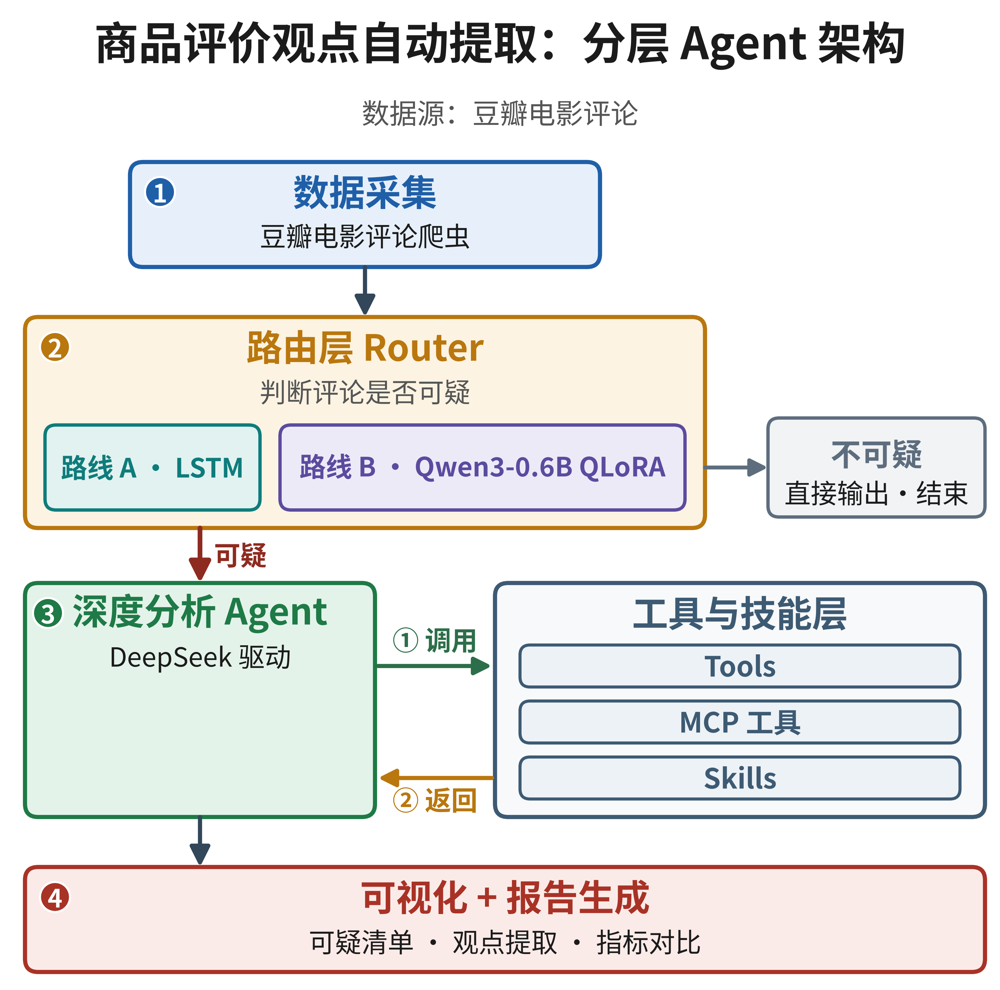 商品评价观点自动提取：分层 Agent 架构
数据源：豆瓣电影评论
1
数据采集
豆瓣电影评论爬虫
2
路由层 Router
判断评论是否可疑
路线 A · LSTM
路线 B · Qwen3-0.6B QLoRA
不可疑
直接输出·结束
可疑
3
深度分析 Agent
DeepSeek 驱动
① 调用
② 返回
工具与技能层
Tools
MCP 工具
Skills
4
可视化 + 报告生成
可疑清单 · 观点提取 · 指标对比